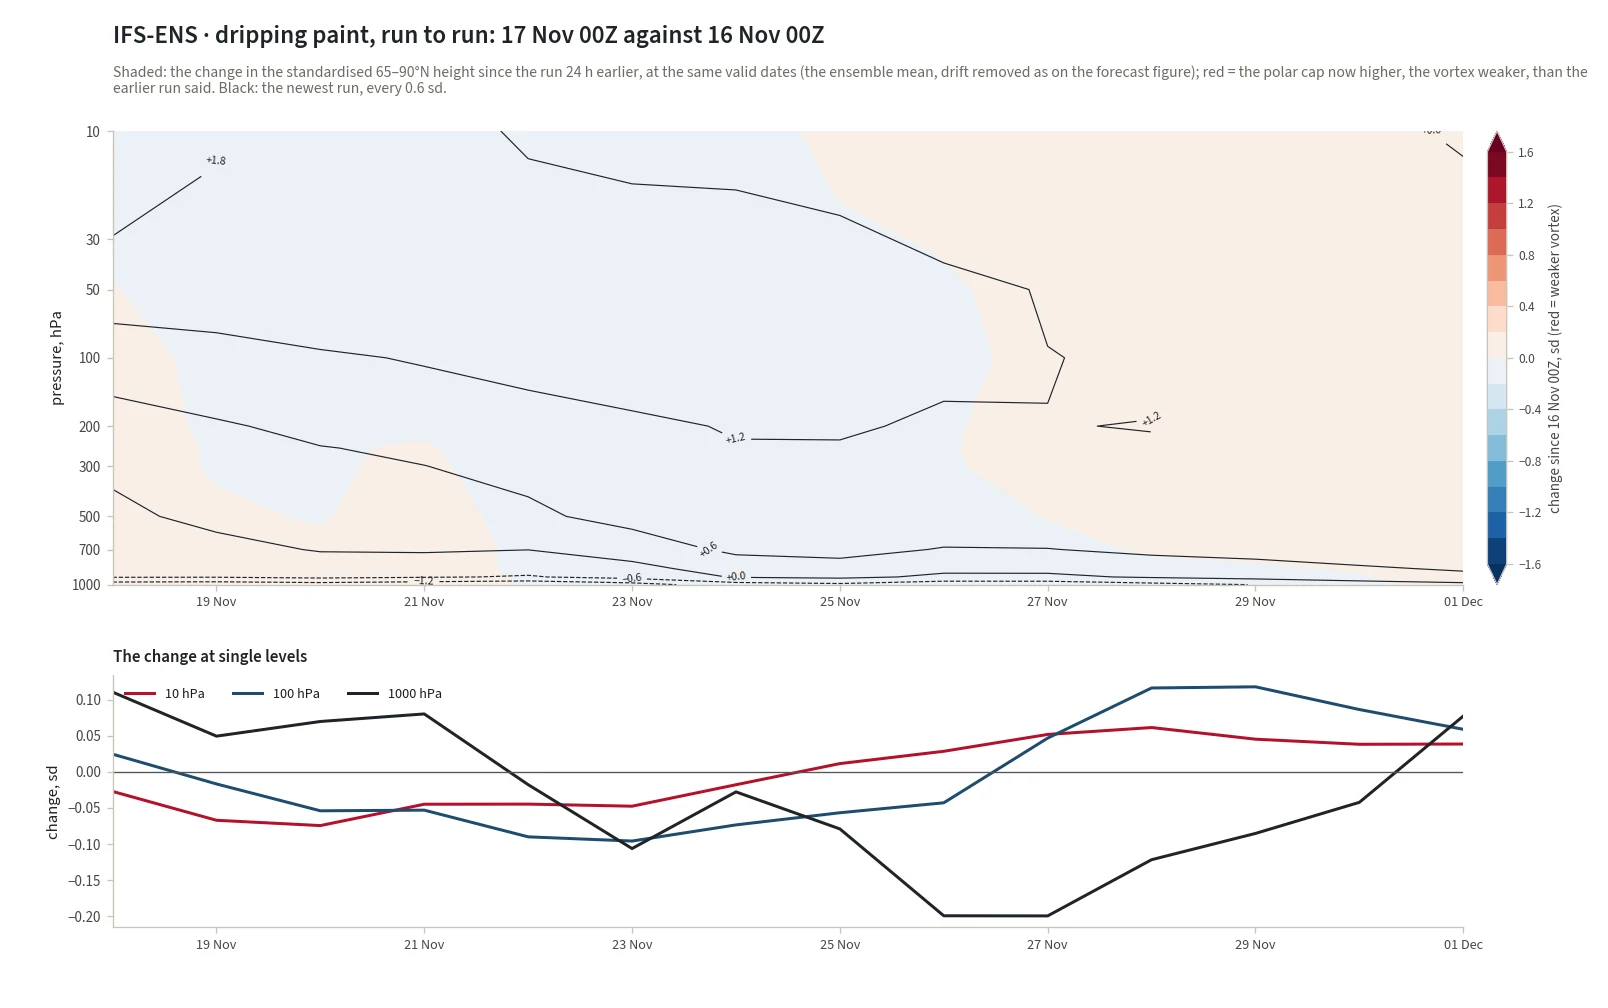 IFS-ENS · dripping paint, run to run: 17 Nov 00Z against 16 Nov 00Z
Shaded: the change in the standardised 65–90°N height since the run 24 h earlier, at the same valid dates (the ensemble mean, drift removed as on the forecast figure); red = the polar cap now higher, the vortex weaker, than the
earlier run said. Black: the newest run, every 0.6 sd.
pressure, hPa
10
30
50
100
200
300
500
700
1000
+1.8
+1.2
+1.2
+0.6
+0.0
−0.6
−1.2
19 Nov
21 Nov
23 Nov
25 Nov
27 Nov
29 Nov
01 Dec
1.6
1.2
0.8
0.4
0.0
−0.4
−0.8
−1.2
−1.6
change since 16 Nov 00Z, sd (red = weaker vortex)
The change at single levels
10 hPa
100 hPa
1000 hPa
change, sd
0.10
0.05
0.00
−0.05
−0.10
−0.15
−0.20
19 Nov
21 Nov
23 Nov
25 Nov
27 Nov
29 Nov
01 Dec